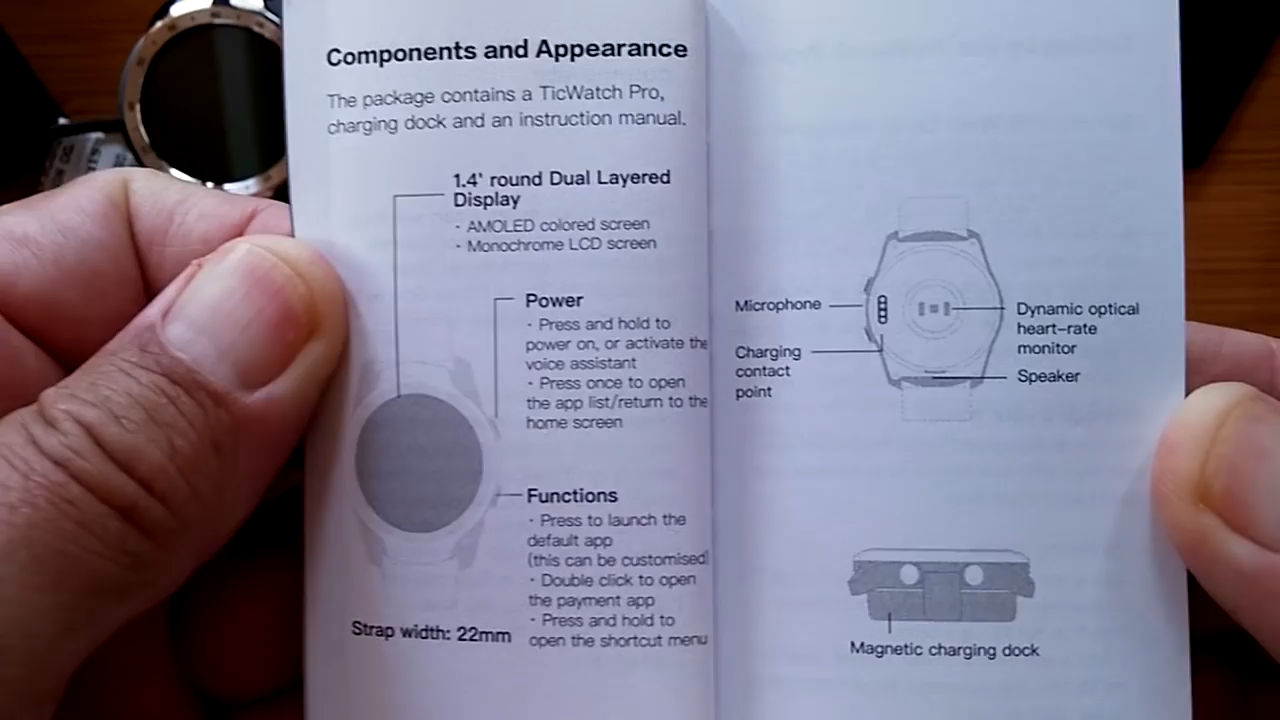 Components and Appearance
The package contains a TicWatch Pro,
charging dock and an instruction manual.
1.4' round Dual Layered
Display
· AMOLED colored screen
· Monochrome LCD screen
Power
· Press and hold to
power on, or activate the
voice assistant
· Press once to open
the app list/return to the
home screen
Functions
· Press to launch the
default app
(this can be customised)
· Double click to open
the payment app
· Press and hold to
open the shortcut menu
Strap width: 22mm
Microphone
Charging
contact
point
Dynamic optical
heart-rate
monitor
Speaker
Magnetic charging dock